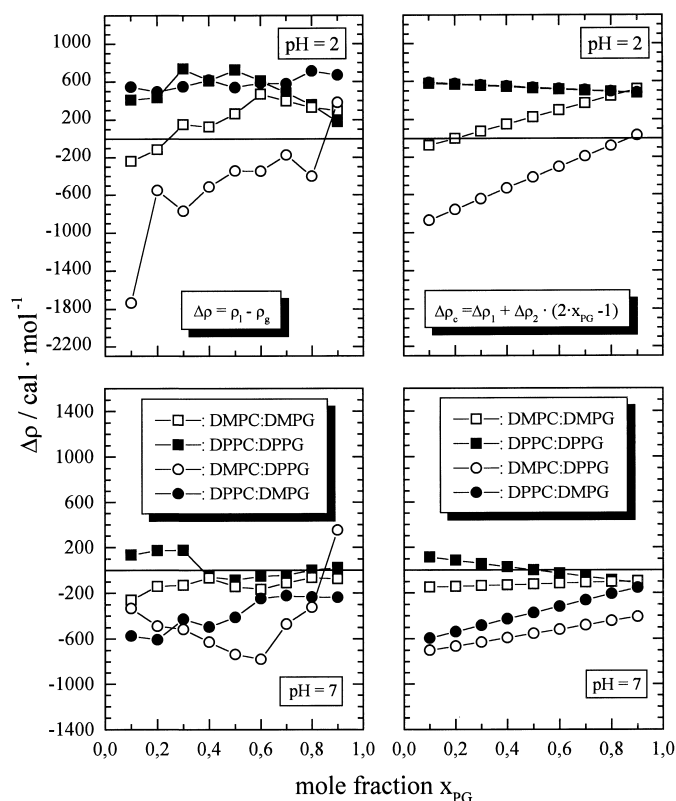 pH = 2
pH = 2
1000
600
200
-200
-600
-1000
-1400
-1800
-2200
Δρ = ρl - ρg
Δρc =Δρ1 + Δρ2 · (2·xPG -1)
Δρ / cal · mol-1
1400
1000
: DMPC:DMPG
: DPPC:DPPG
: DMPC:DPPG
: DPPC:DMPG
: DMPC:DMPG
: DPPC:DPPG
: DMPC:DPPG
: DPPC:DMPG
600
200
-200
-600
-1000
-1400
pH = 7
pH = 7
0,0 0,2 0,4 0,6 0,8 1,0
0,0 0,2 0,4 0,6 0,8 1,0
mole fraction xPG